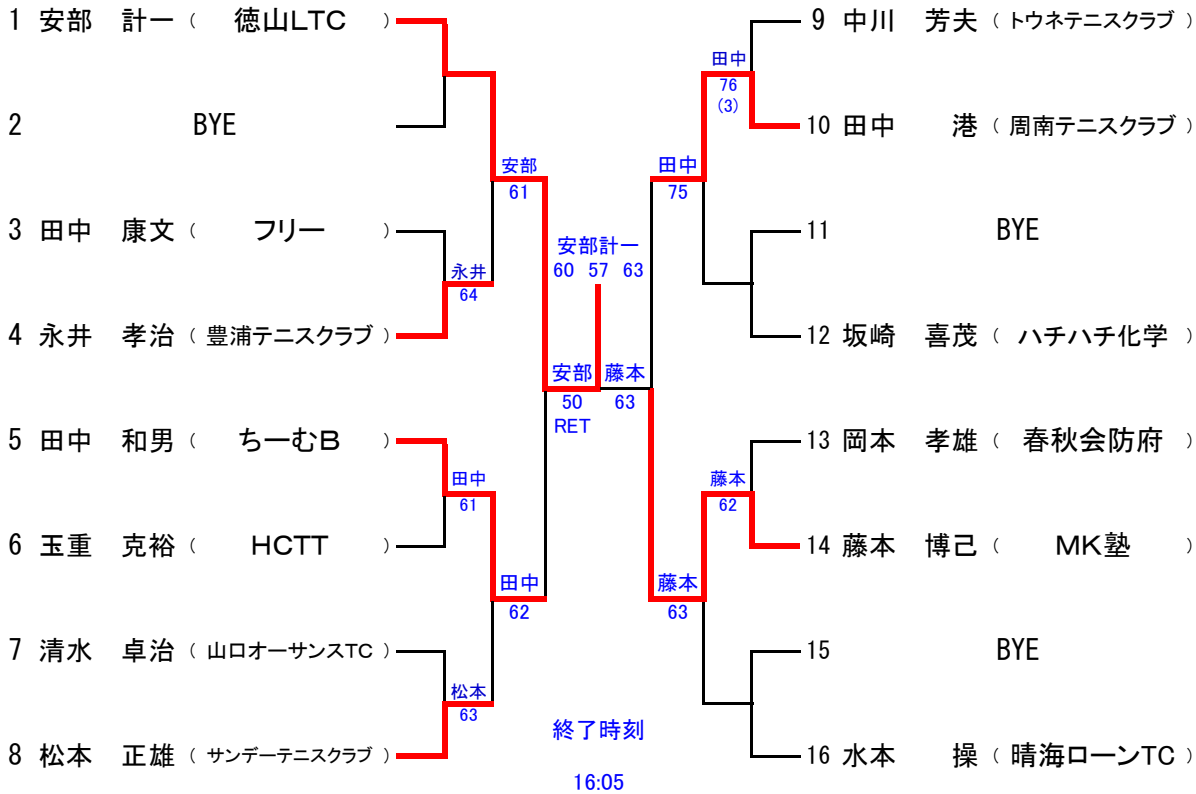 1 安部 計一 ( 徳山LTC )
2 BYE
3 田中 康文 ( フリー )
4 永井 孝治 ( 豊浦テニスクラブ )
5 田中 和男 ( ちーむB )
6 玉重 克裕 ( HCTT )
7 清水 卓治 ( 山口オーサンスTC )
8 松本 正雄 ( サンデーテニスクラブ )
安部
61
永井
64
田中
61
田中
62
松本
63
安部計一
60 57 63
安部
50
RET
藤本
63
終了時刻
16:05
田中
76
(3)
田中
75
藤本
62
藤本
63
9 中川 芳夫 ( トウネテニスクラブ )
10 田中 港 ( 周南テニスクラブ )
11 BYE
12 坂崎 喜茂 ( ハチハチ化学 )
13 岡本 孝雄 ( 春秋会防府 )
14 藤本 博己 ( MK塾 )
15 BYE
16 水本 操 ( 晴海ローンTC )